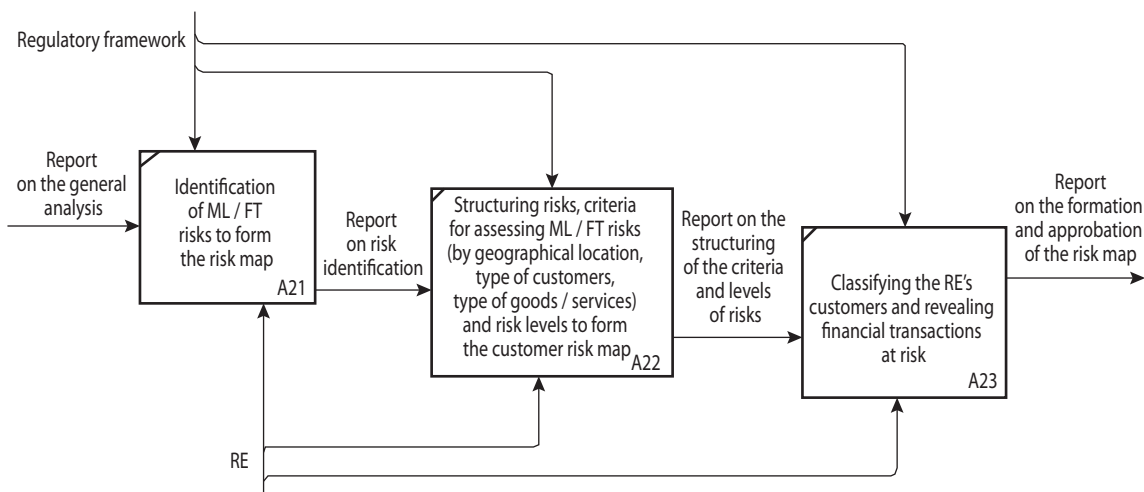 Regulatory framework
Report
on the general
analysis
Identification
of ML / FT
risks to form
the risk map
A21
Report
on risk
identification
Structuring risks, criteria
for assessing ML / FT risks
(by geographical location,
type of customers,
type of goods / services)
and risk levels to form
the customer risk map
A22
Report on the
structuring
of the criteria
and levels
of risks
Classifying the RE's
customers and revealing
financial transactions
at risk
A23
Report
on the formation
and approbation
of the risk map
RE